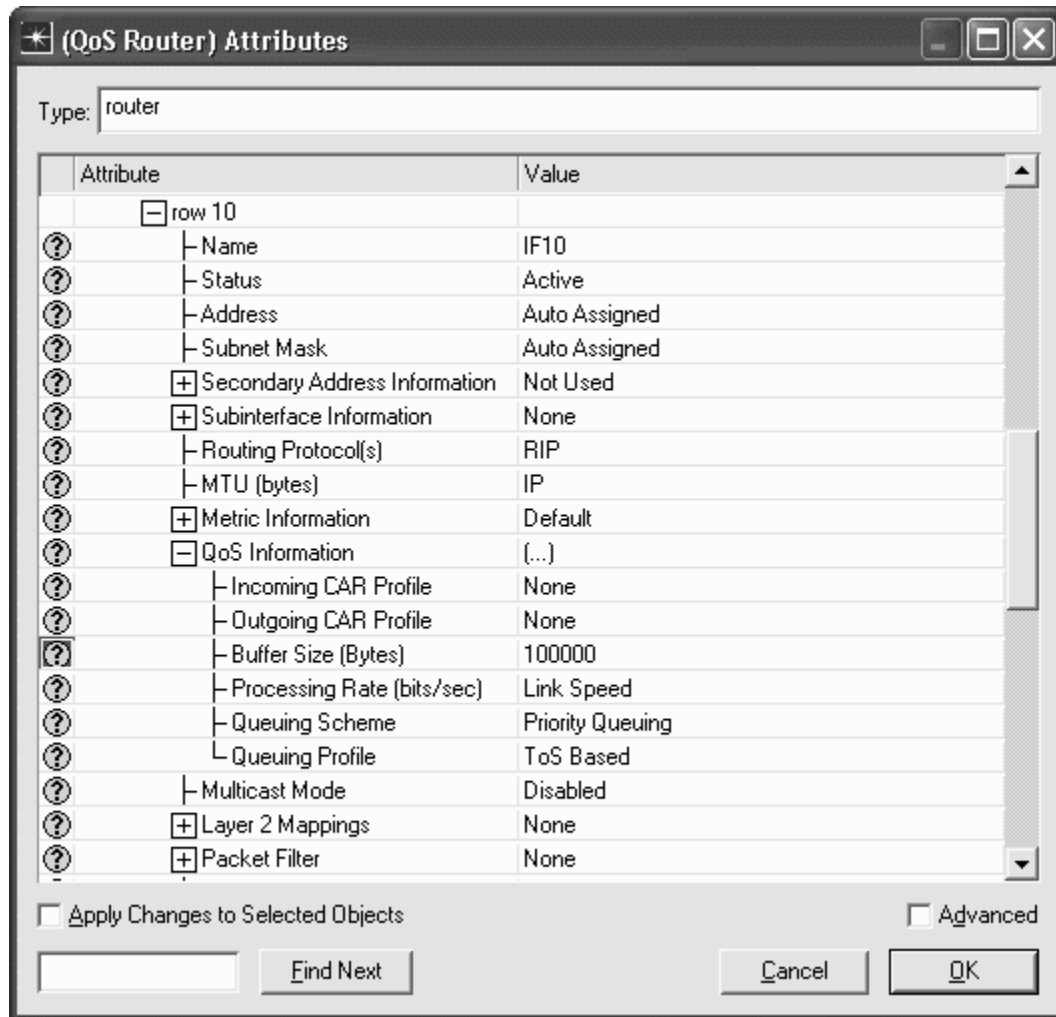 (QoS Router) Attributes
Type: router
Attribute Value
row 10
Name IF10
Status Active
Address Auto Assigned
Subnet Mask Auto Assigned
Secondary Address Information Not Used
Subinterface Information None
Routing Protocol(s) RIP
MTU (bytes) IP
Metric Information Default
QoS Information (...)
Incoming CAR Profile None
Outgoing CAR Profile None
Buffer Size (Bytes) 100000
Processing Rate (bits/sec) Link Speed
Queuing Scheme Priority Queuing
Queuing Profile ToS Based
Multicast Mode Disabled
Layer 2 Mappings None
Packet Filter None
Apply Changes to Selected Objects Advanced
Find Next Cancel OK